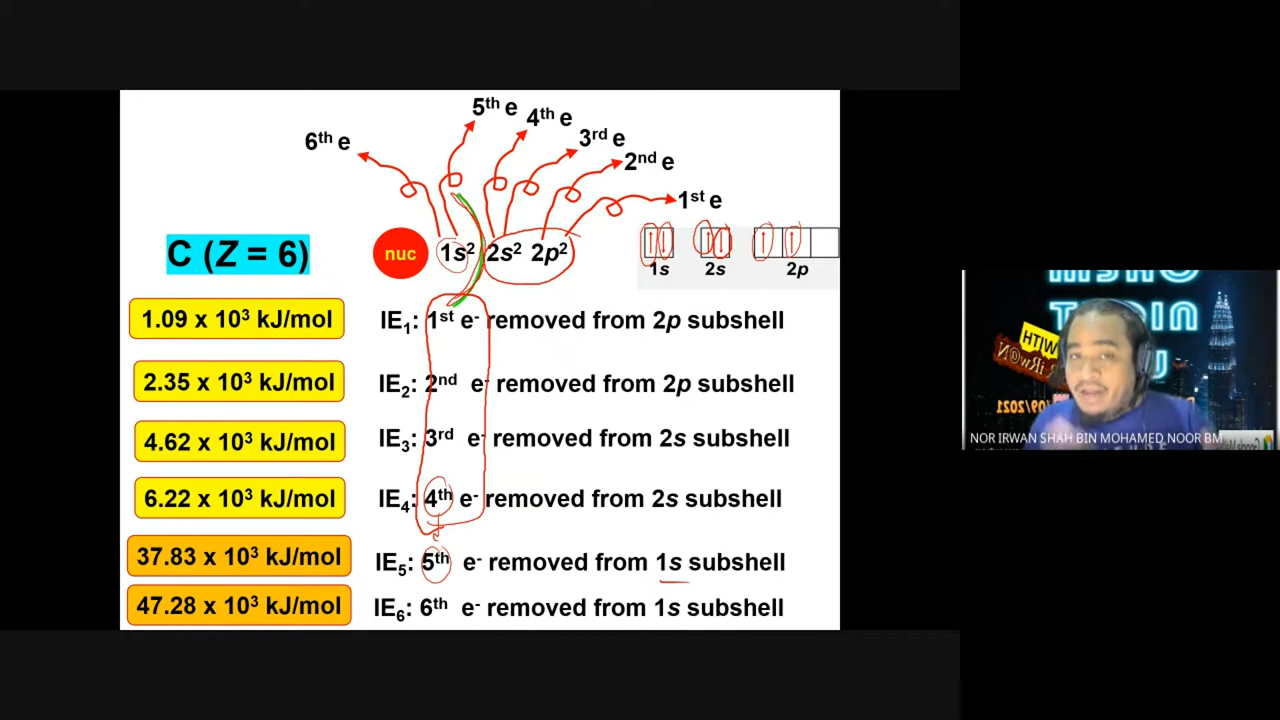 5th e
4th e
6th e
3rd e
2nd e
1st e
C (Z = 6)
nuc
1s² 2s² 2p²
1s
2s
2p
1.09 x 10³ kJ/mol
IE₁: 1st e⁻ removed from 2p subshell
2.35 x 10³ kJ/mol
IE₂: 2nd e⁻ removed from 2p subshell
4.62 x 10³ kJ/mol
IE₃: 3rd e⁻ removed from 2s subshell
6.22 x 10³ kJ/mol
IE₄: 4th e⁻ removed from 2s subshell
37.83 x 10³ kJ/mol
IE₅: 5th e⁻ removed from 1s subshell
47.28 x 10³ kJ/mol
IE₆: 6th e⁻ removed from 1s subshell
WITH
NOR IRWAN SHAH BIN MOHAMED NOOR BM